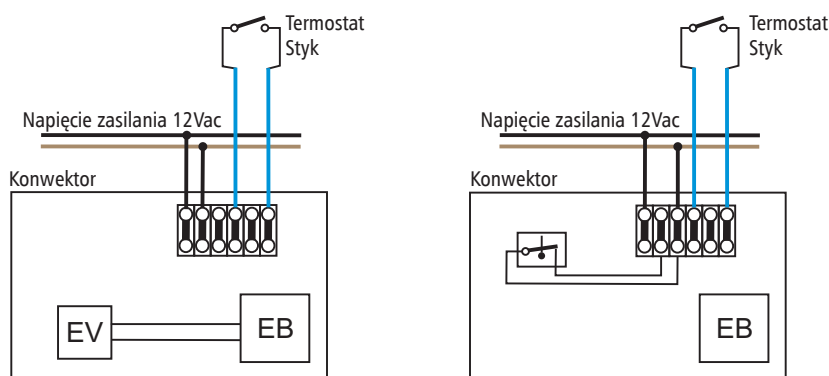 Termostat
Styk
Napięcie zasilania 12Vac
Konwektor
EV
EB
Termostat
Styk
Napięcie zasilania 12Vac
Konwektor
EB